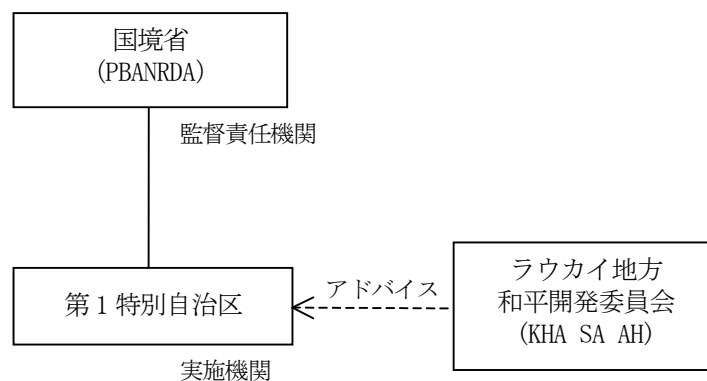 国境省
(PBANRDA)
監督責任機関
第1特別自治区
実施機関
アドバイス
ラウカイ地方
和平開発委員会
(KHA SA AH)